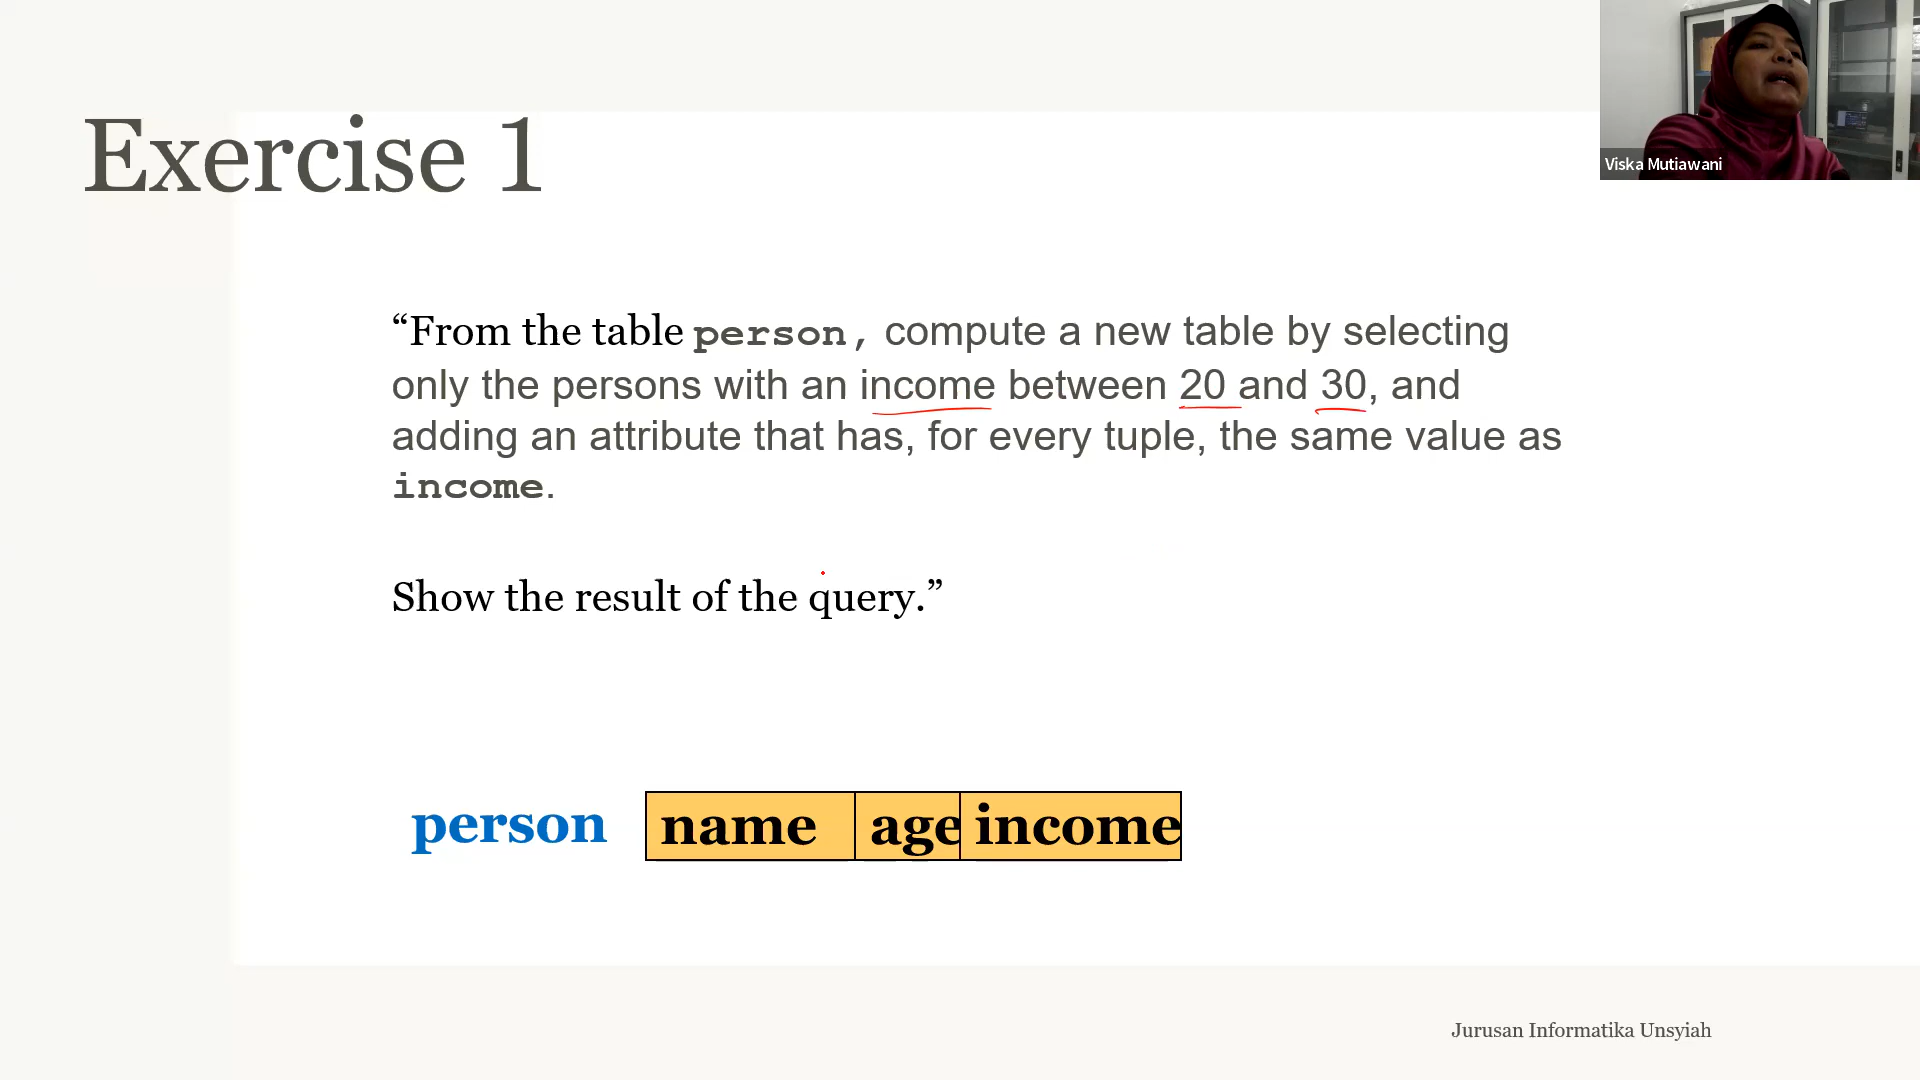 Viska Mutiawani
Exercise 1
“From the table person, compute a new table by selecting
only the persons with an income between 20 and 30, and
adding an attribute that has, for every tuple, the same value as
income.
Show the result of the query.”
person name age income
Jurusan Informatika Unsyiah